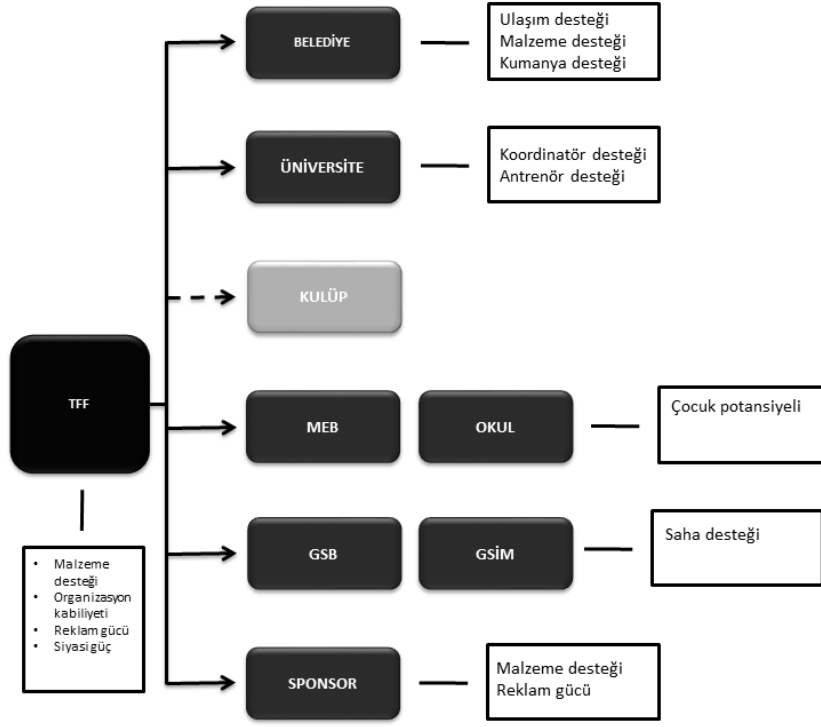 BELEDİYE
Ulaşım desteği
Malzeme desteği
Kumanya desteği
ÜNİVERSİTE
Koordinatör desteği
Antrenör desteği
KULÜP
TFF
MEB
OKUL
Çocuk potansiyeli
GSB
GSİM
Saha desteği
• Malzeme
desteği
• Organizasyon
kabiliyeti
• Reklam gücü
• Siyasi güç
SPONSOR
Malzeme desteği
Reklam gücü